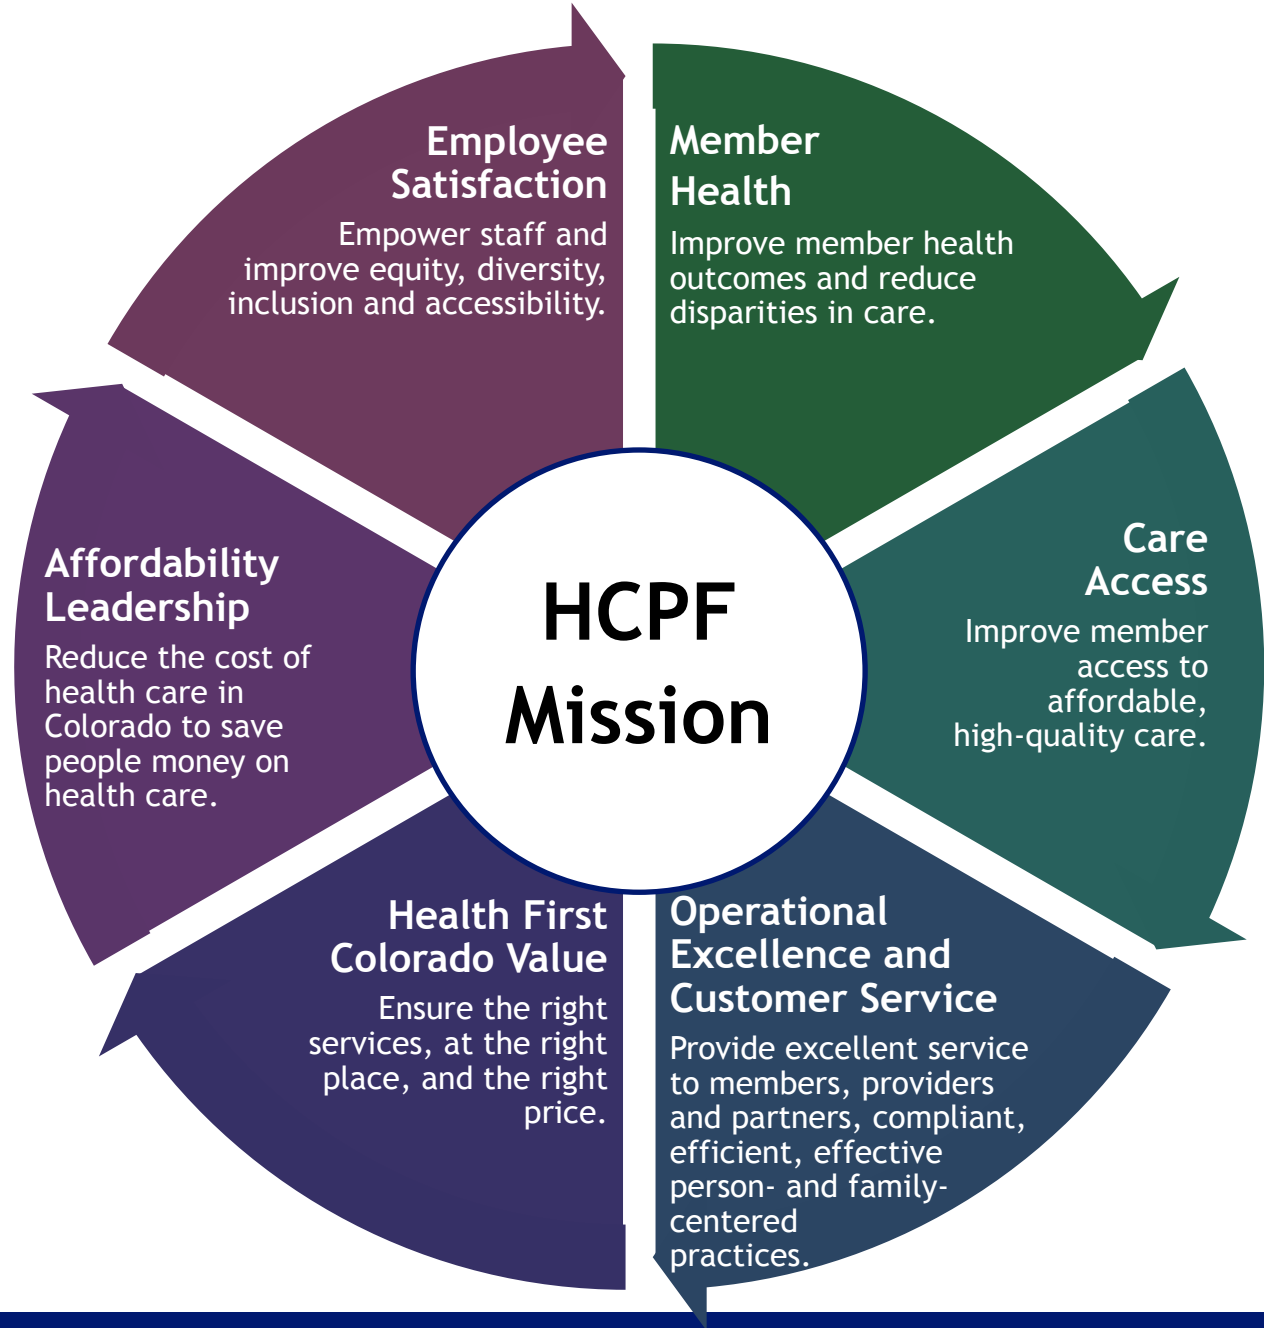 Employee
Satisfaction
Empower staff and
improve equity, diversity,
inclusion and accessibility.
Member
Health
Improve member health
outcomes and reduce
disparities in care.
Care
Access
Improve member
access to
affordable,
high-quality care.
Operational
Excellence and
Customer Service
Provide excellent service
to members, providers
and partners, compliant,
efficient, effective
person- and family-
centered
practices.
Health First
Colorado Value
Ensure the right
services, at the right
place, and the right
price.
Affordability
Leadership
Reduce the cost of
health care in
Colorado to save
people money on
health care.
HCPF
Mission